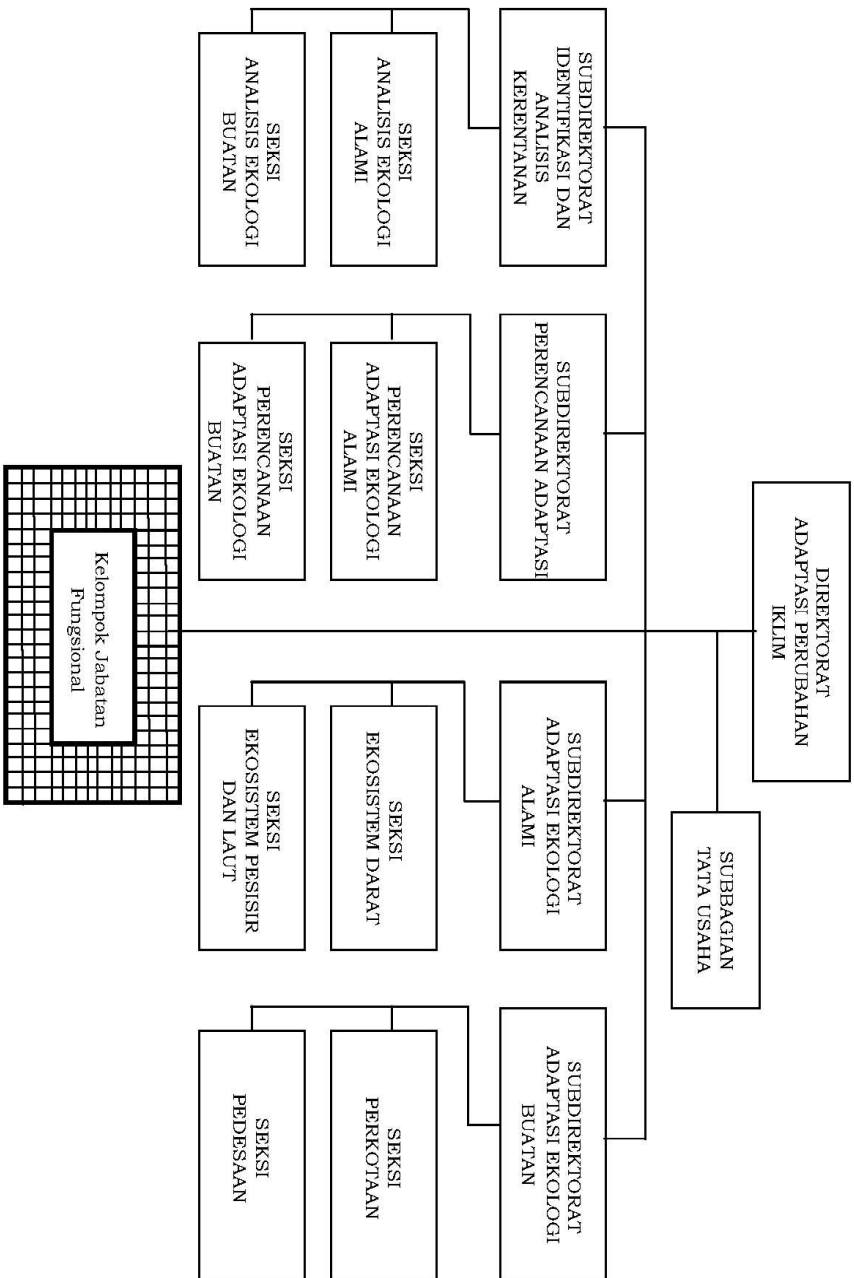 DIREKTORAT
ADAPTASI PERUBAHAN
IKLIM
SUBBAGIAN
TATA USAHA
SUBDIREKTORAT
IDENTIFIKASI DAN
ANALISIS
KERENTANAN
SUBDIREKTORAT
PERENCANAAN ADAPTASI
SUBDIREKTORAT
ADAPTASI EKOLOGI
ALAMI
SUBDIREKTORAT
ADAPTASI EKOLOGI
BUATAN
SEKSI
ANALISIS EKOLOGI
ALAMI
SEKSI
PERENCANAAN
ADAPTASI EKOLOGI
ALAMI
SEKSI
EKOSISTEM DARAT
SEKSI
PERKOTAAN
SEKSI
ANALISIS EKOLOGI
BUATAN
SEKSI
PERENCANAAN
ADAPTASI EKOLOGI
BUATAN
SEKSI
EKOSISTEM PESISIR
DAN LAUT
SEKSI
PEDESAAN
Kelompok Jabatan
Fungsional